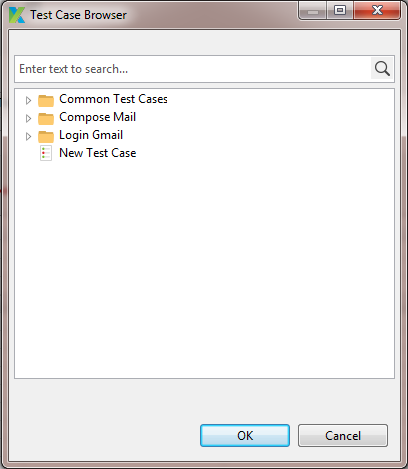 Test Case Browser
Enter text to search...
Common Test Cases
Compose Mail
Login Gmail
New Test Case
OK
Cancel